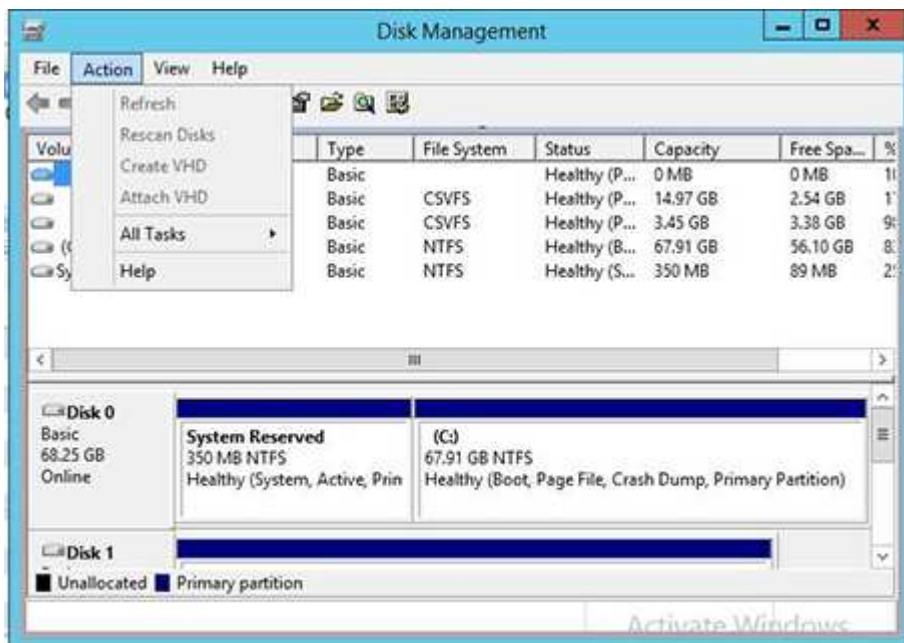 Disk Management
File Action View Help
Refresh
Rescan Disks
Create VHD
Attach VHD
All Tasks
Help
Volu Type File System Status Capacity Free Spa... %
Basic Healthy (P... 0 MB 0 MB
Basic CSVFS Healthy (P... 14.97 GB 2.54 GB
Basic CSVFS Healthy (P... 3.45 GB 3.38 GB
Basic NTFS Healthy (B... 67.91 GB 56.10 GB
Sy Basic NTFS Healthy (S... 350 MB 89 MB
Disk 0
Basic
68.25 GB
Online
System Reserved
350 MB NTFS
Healthy (System, Active, Prin
(C:)
67.91 GB NTFS
Healthy (Boot, Page File, Crash Dump, Primary Partition)
Disk 1
Unallocated Primary partition
Activate Windows